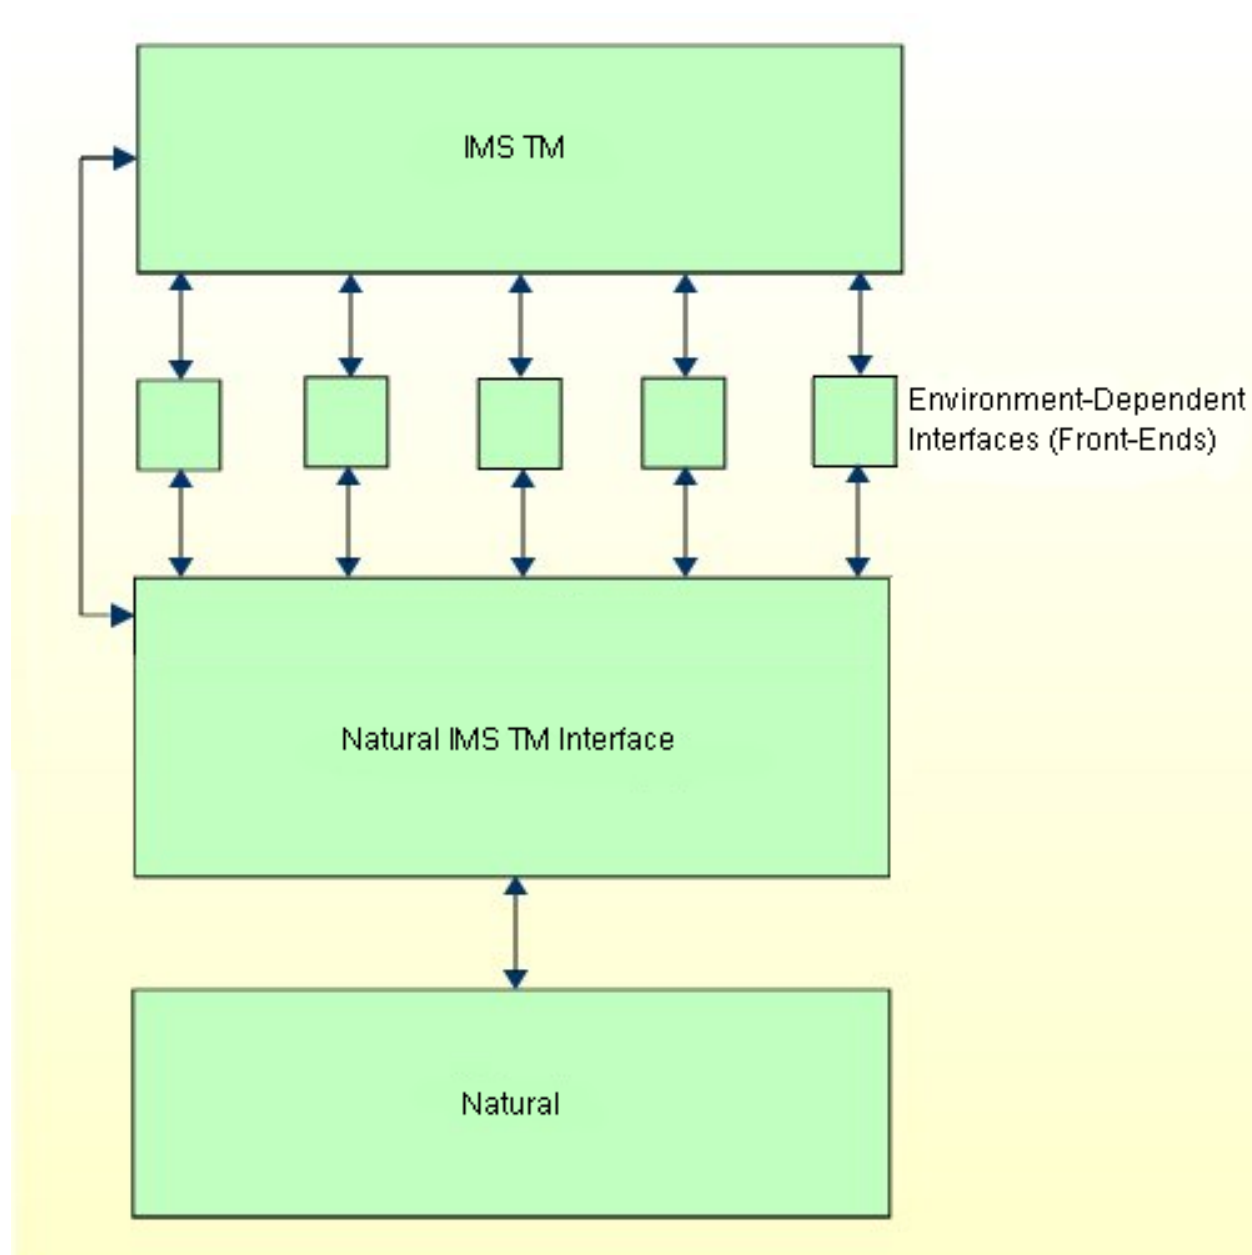 IMS TM
Environment-Dependent
Interfaces (Front-Ends)
Natural IMS TM Interface
Natural